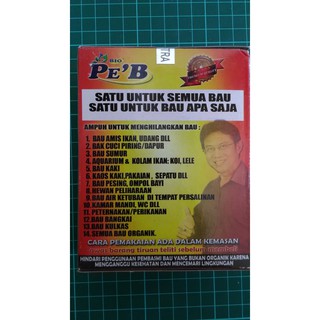 BIO
PE'B
TRA
SATU UNTUK SEMUA BAU
SATU UNTUK BAU APA SAJA
AMPUH UNTUK MENGHILANGKAN BAU :
1. BAU AMIS IKAN, UDANG DLL
2. BAK CUCI PIRING/DAPUR
3. BAU SUMUR
4. AQUARIUM & KOLAM IKAN: KOI, LELE
5. BAU KAKI
6. KAOS KAKI, PAKAIAN, SEPATU DLL
7. BAU PESING, OMPOL BAYI
8. HEWAN PELIHARAAN
9. BAU AIR KETUBAN DI TEMPAT PERSALINAN
10. KAMAR MANDI, WC DLL
11. PETERNAKAN/PERIKANAN
12. BAU BANGKAI
13. BAU KULKAS
14. SEMUA BAU ORGANIK.
CARA PEMAKAIAN ADA DALAM KEMASAN
barang tiruan teliti sebelum
HINDARI PENGGUNAAN PEMBASMI BAU YANG BUKAN ORGANIK KARENA
MENGGANGGU KESEHATAN DAN MENCEMARI LINGKUNGAN